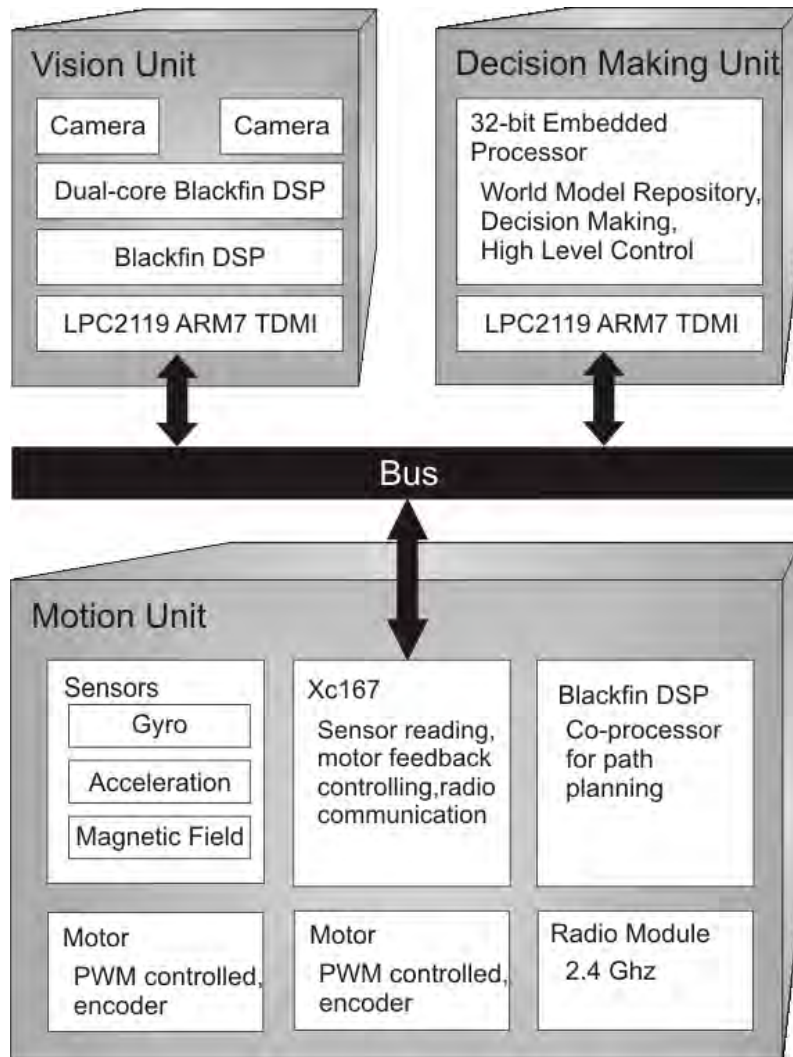 Vision Unit
Camera
Camera
Dual-core Blackfin DSP
Blackfin DSP
LPC2119 ARM7 TDMI
Decision Making Unit
32-bit Embedded
Processor
World Model Repository,
Decision Making,
High Level Control
LPC2119 ARM7 TDMI
Bus
Motion Unit
Sensors
Gyro
Acceleration
Magnetic Field
Xc167
Sensor reading,
motor feedback
controlling,radio
communication
Blackfin DSP
Co-processor
for path
planning
Motor
PWM controlled,
encoder
Motor
PWM controlled,
encoder
Radio Module
2.4 Ghz